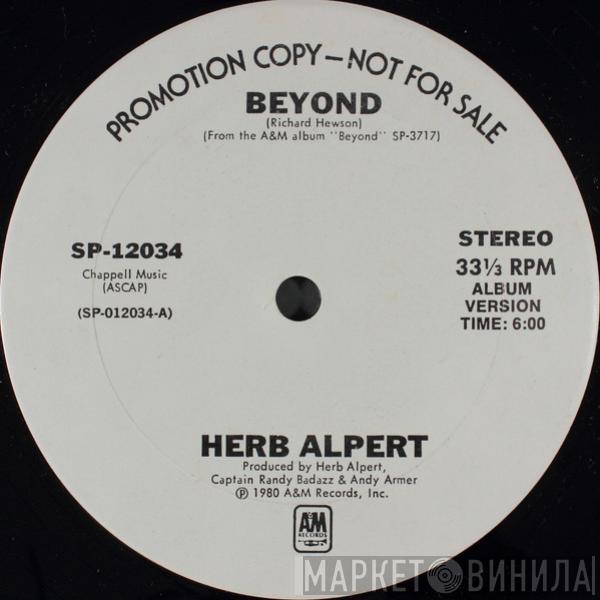 PROMOTION COPY—NOT FOR SALE
BEYOND
(Richard Hewson)
(From the A&M album "Beyond" SP-3717)
SP-12034
Chappell Music
(ASCAP)
(SP-012034-A)
STEREO
33⅓ RPM
ALBUM
VERSION
TIME: 6:00
HERB ALPERT
Produced by Herb Alpert,
Captain Randy Badazz & Andy Armer
℗ 1980 A&M Records, Inc.
A&M
RECORDS
МАРКЕТ ВИНИЛА